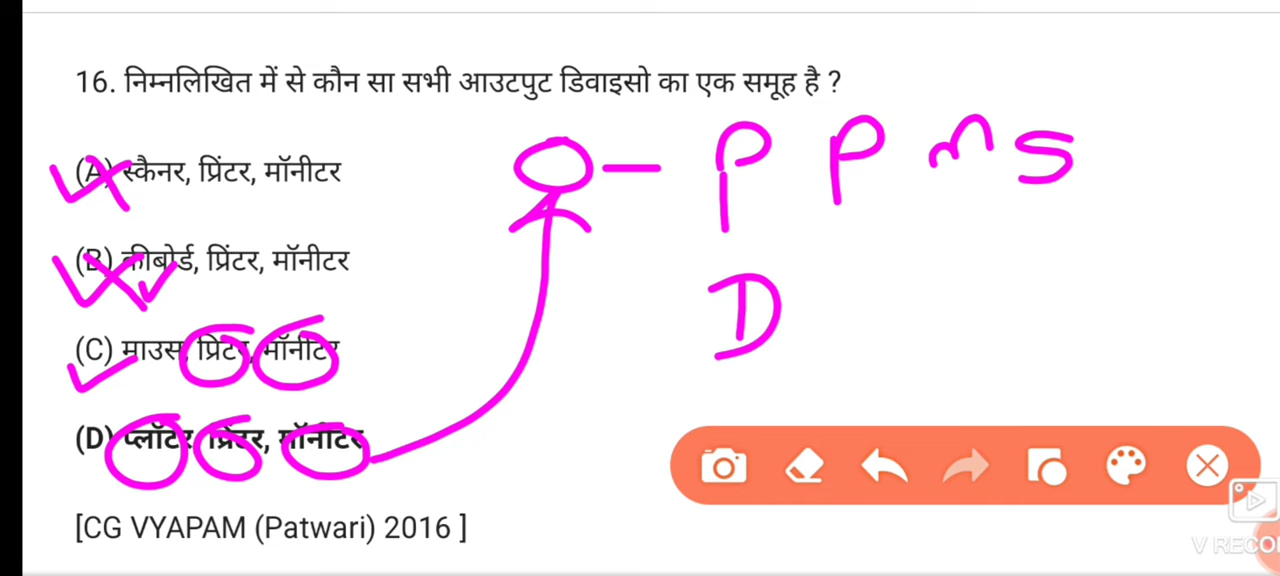 16. निम्नलिखित में से कौन सा सभी आउटपुट डिवाइसो का एक समूह है ?
O - P P m S
(A) स्कैनर, प्रिंटर, मॉनीटर
(B) कीबोर्ड, प्रिंटर, मॉनीटर
D
(C) माउस, प्रिंटर, मॉनीटर
(D) प्लॉटर, प्रिंटर, मॉनीटर
[CG VYAPAM (Patwari) 2016 ]